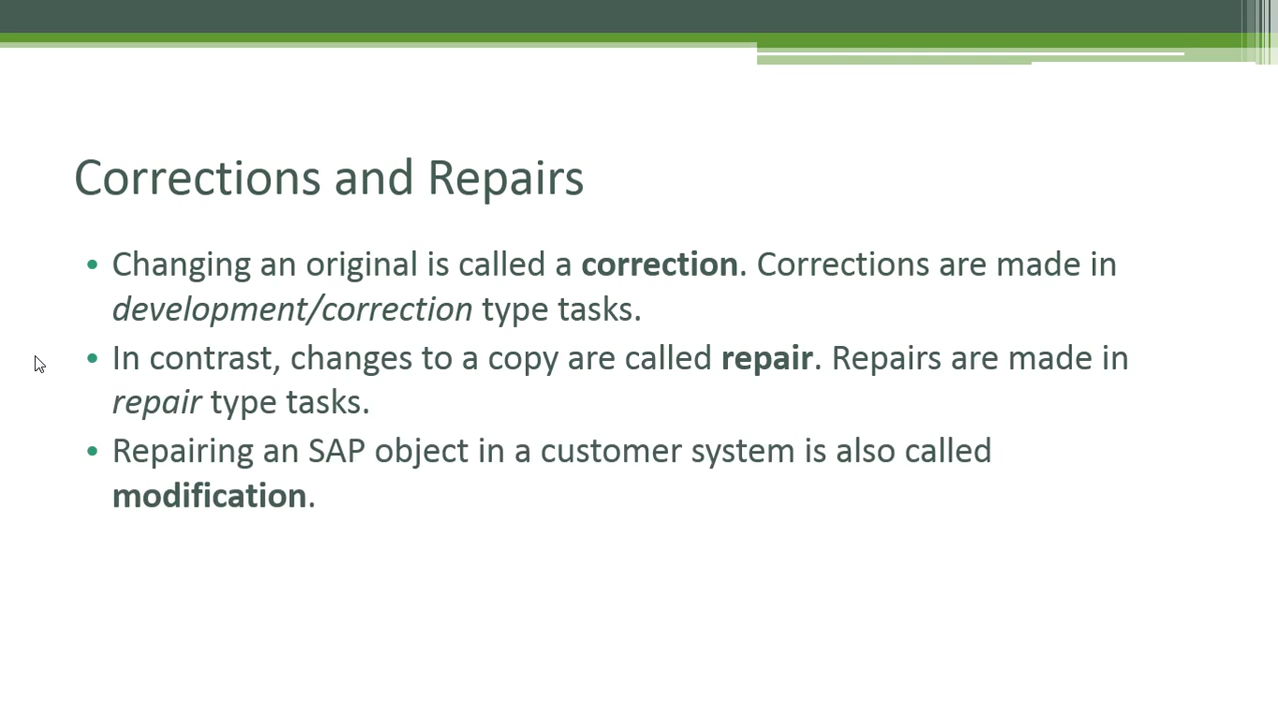 Corrections and Repairs
• Changing an original is called a correction. Corrections are made in
development/correction type tasks.
• In contrast, changes to a copy are called repair. Repairs are made in
repair type tasks.
• Repairing an SAP object in a customer system is also called
modification.